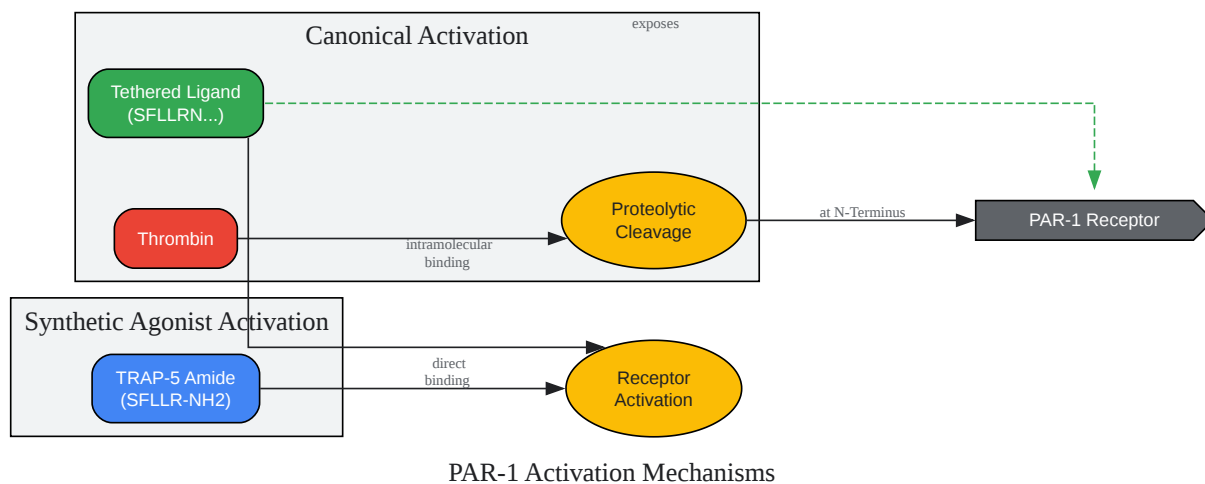 exposes
Canonical Activation
Tethered Ligand
(SFLLRN...)
Thrombin
intramolecular
binding
Proteolytic
Cleavage
at N-Terminus
PAR-1 Receptor
Synthetic Agonist Activation
TRAP-5 Amide
(SFLLR-NH2)
direct
binding
Receptor
Activation
PAR-1 Activation Mechanisms